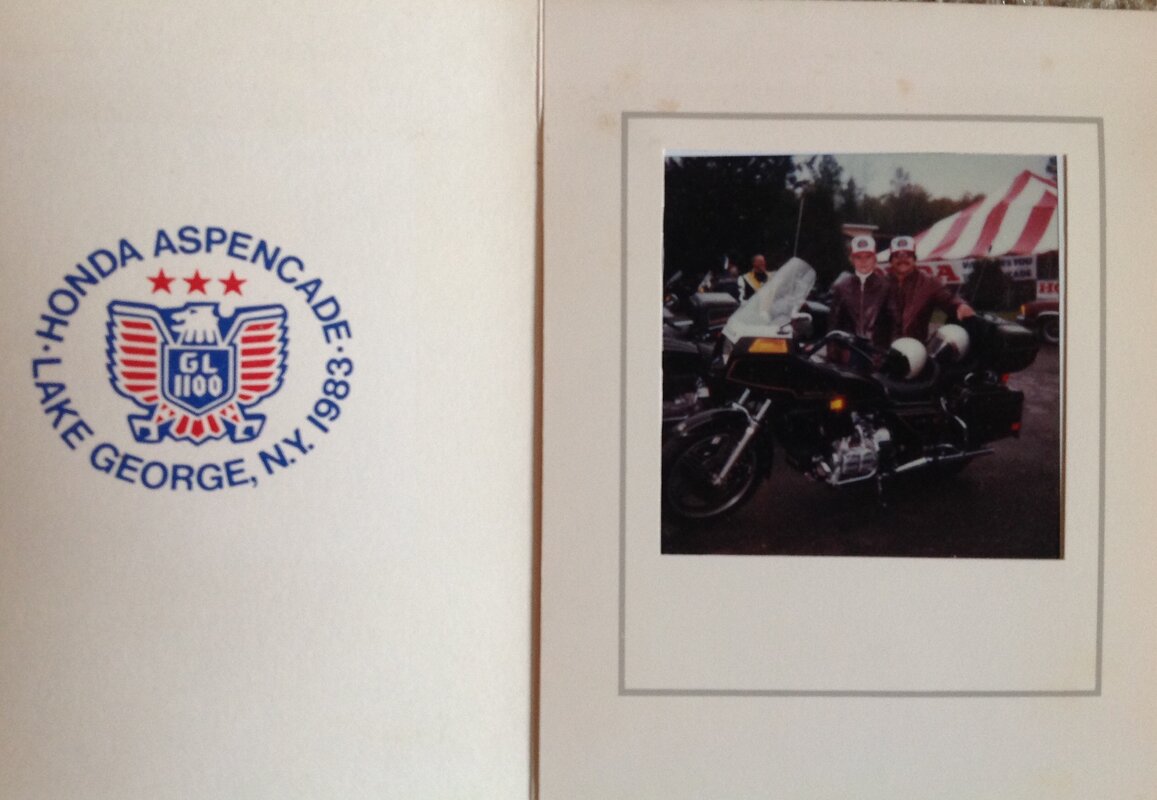 ·HONDA ASPENCADE·
LAKE GEORGE, N.Y. 1983
GL
1100